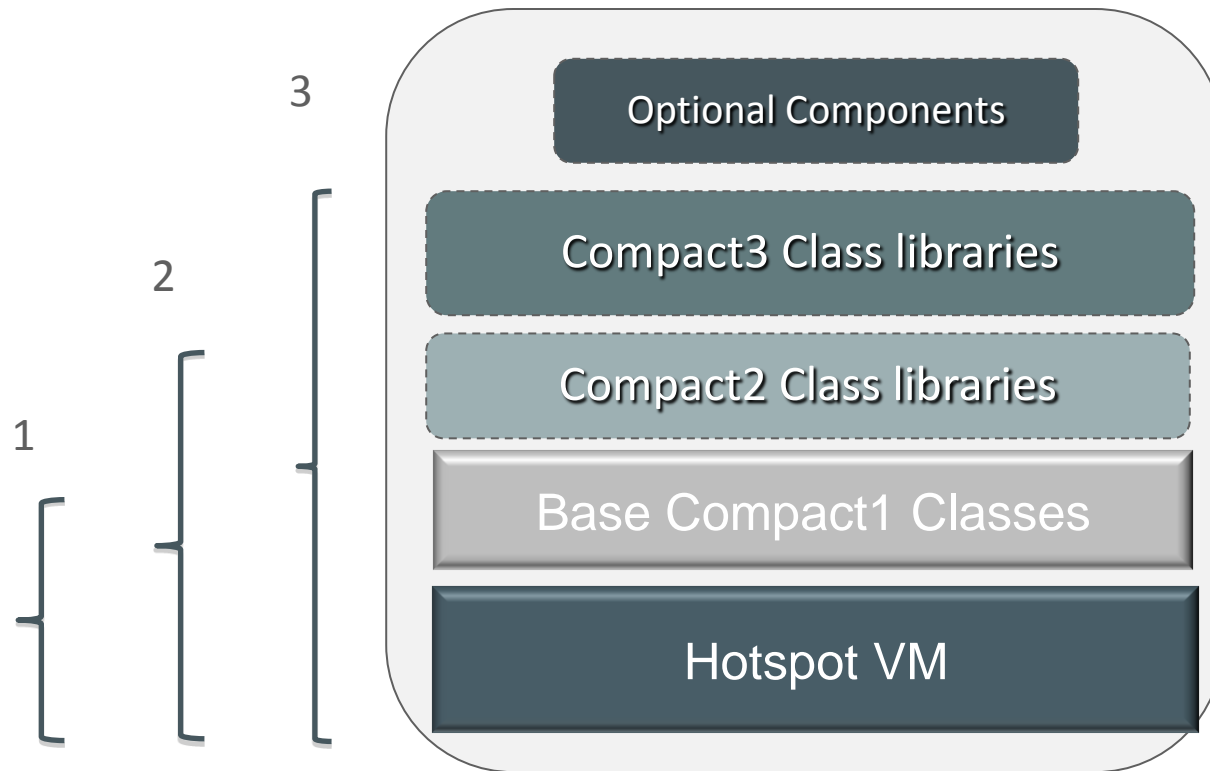 3
Optional Components
Compact3 Class libraries
2
Compact2 Class libraries
1
Base Compact1 Classes
Hotspot VM